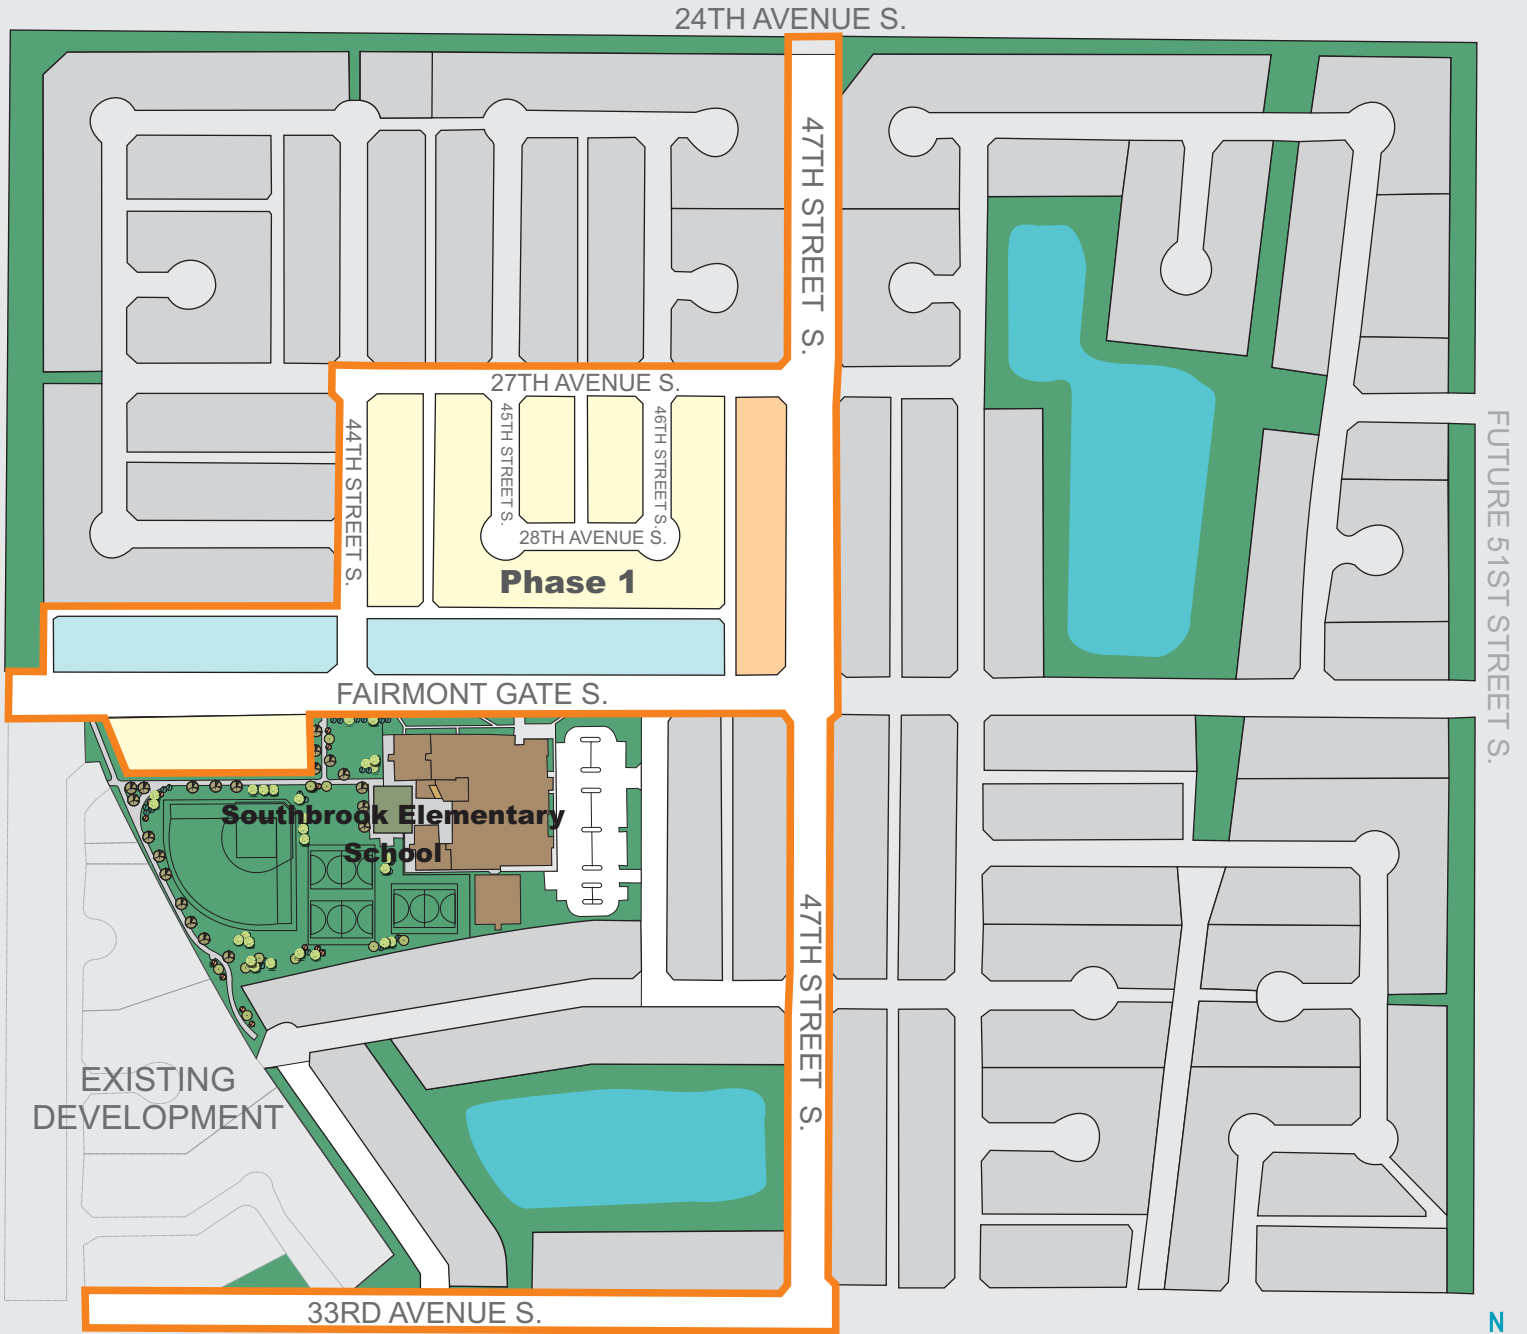 24TH AVENUE S.
47TH STREET S.
27TH AVENUE S.
44TH STREET S.
45TH STREET S.
46TH STREET S.
28TH AVENUE S.
Phase 1
FUTURE 51ST STREET S.
FAIRMONT GATE S.
Southbrook Elementary
School
47TH STREET S.
EXISTING
DEVELOPMENT
33RD AVENUE S.
N